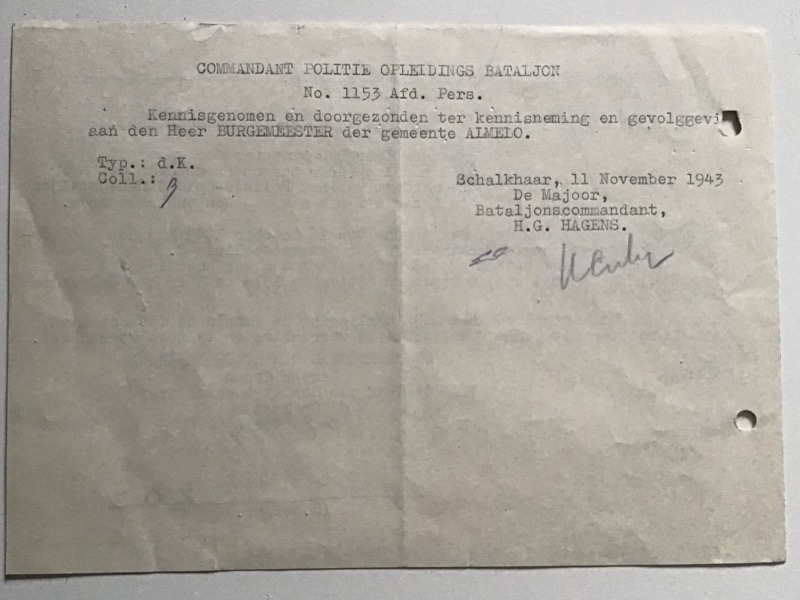 COMMANDANT POLITIE OPLEIDINGS BATALJON
No. 1153 Afd. Pers.
Kennisgenomen en doorgezonden ter kennisneming en gevolggevi
aan den Heer BURGEMEESTER der gemeente ALMELO.
Typ.: d.K.
Coll.:
Schalkhaar, 11 November 1943
De Majoor,
Bataljonscommandant,
H.G. HAGENS.